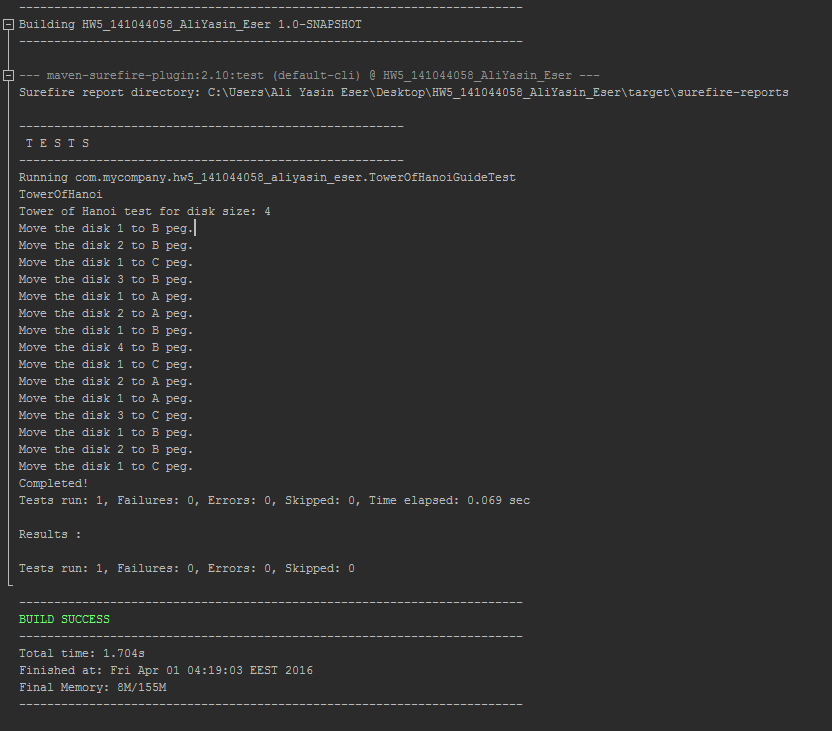 ------------------------------------------------------------------------
Building HW5_141044058_AliYasin_Eser 1.0-SNAPSHOT
------------------------------------------------------------------------
--- maven-surefire-plugin:2.10:test (default-cli) @ HW5_141044058_AliYasin_Eser ---
Surefire report directory: C:\Users\Ali Yasin Eser\Desktop\HW5_141044058_AliYasin_Eser\target\surefire-reports
-------------------------------------------------------
T E S T S
-------------------------------------------------------
Running com.mycompany.hw5_141044058_aliyasin_eser.TowerOfHanoiGuideTest
TowerOfHanoi
Tower of Hanoi test for disk size: 4
Move the disk 1 to B peg.
Move the disk 2 to B peg.
Move the disk 1 to C peg.
Move the disk 3 to B peg.
Move the disk 1 to A peg.
Move the disk 2 to A peg.
Move the disk 1 to B peg.
Move the disk 4 to B peg.
Move the disk 1 to C peg.
Move the disk 2 to A peg.
Move the disk 1 to A peg.
Move the disk 3 to C peg.
Move the disk 1 to B peg.
Move the disk 2 to B peg.
Move the disk 1 to C peg.
Completed!
Tests run: 1, Failures: 0, Errors: 0, Skipped: 0, Time elapsed: 0.069 sec
Results :
Tests run: 1, Failures: 0, Errors: 0, Skipped: 0
------------------------------------------------------------------------
BUILD SUCCESS
------------------------------------------------------------------------
Total time: 1.704s
Finished at: Fri Apr 01 04:19:03 EEST 2016
Final Memory: 8M/155M
------------------------------------------------------------------------